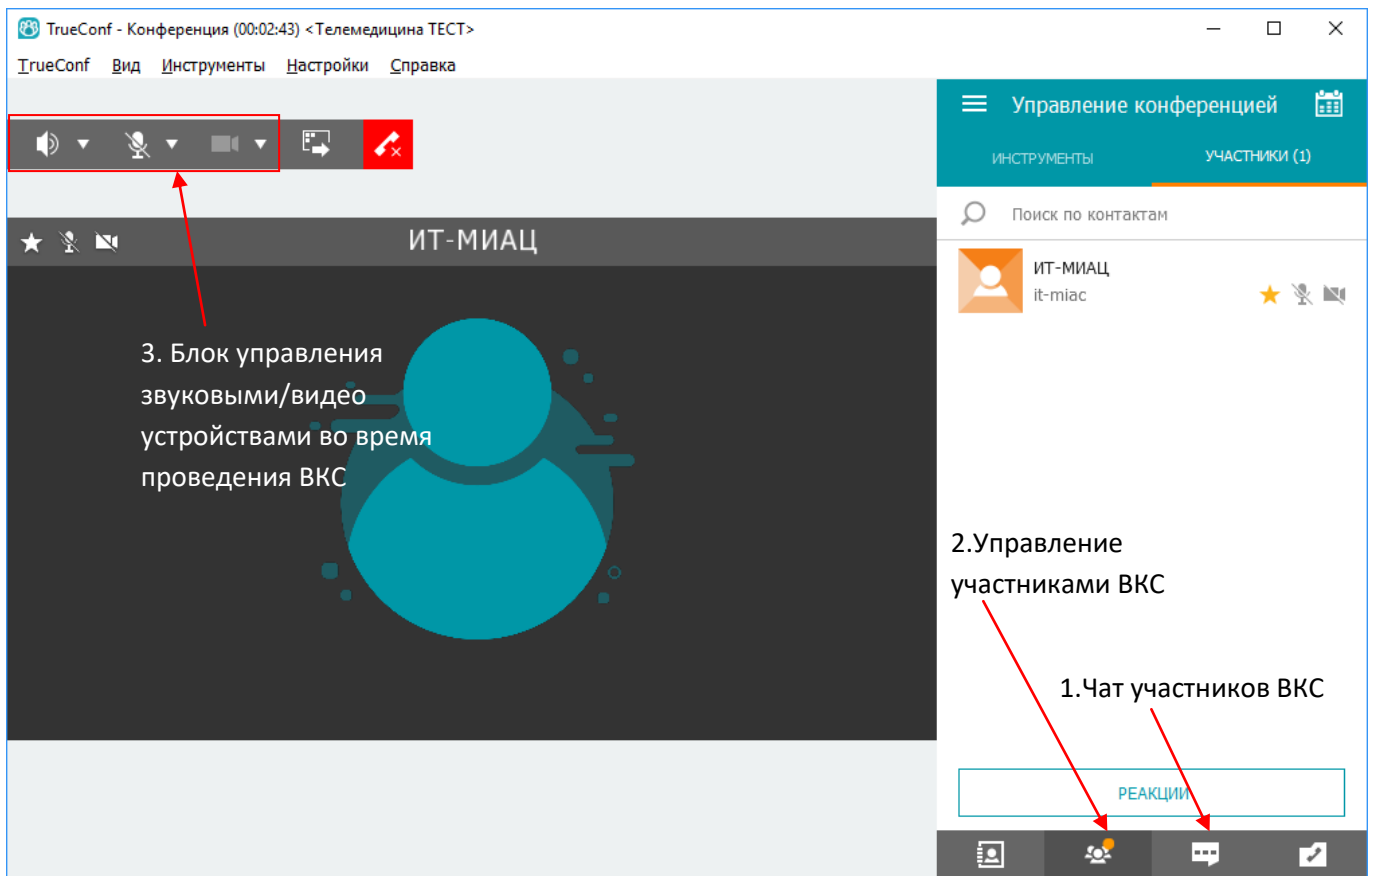 TrueConf - Конференция (00:02:43) <Телемедицина ТЕСТ>
TrueConf Вид Инструменты Настройки Справка
Управление конференцией
ИНСТРУМЕНТЫ УЧАСТНИКИ (1)
Поиск по контактам
ИТ-МИАЦ
ИТ-МИАЦ
it-miac
3. Блок управления
звуковыми/видео
устройствами во время
проведения ВКС
2.Управление
участниками ВКС
1.Чат участников ВКС
РЕАКЦИИ